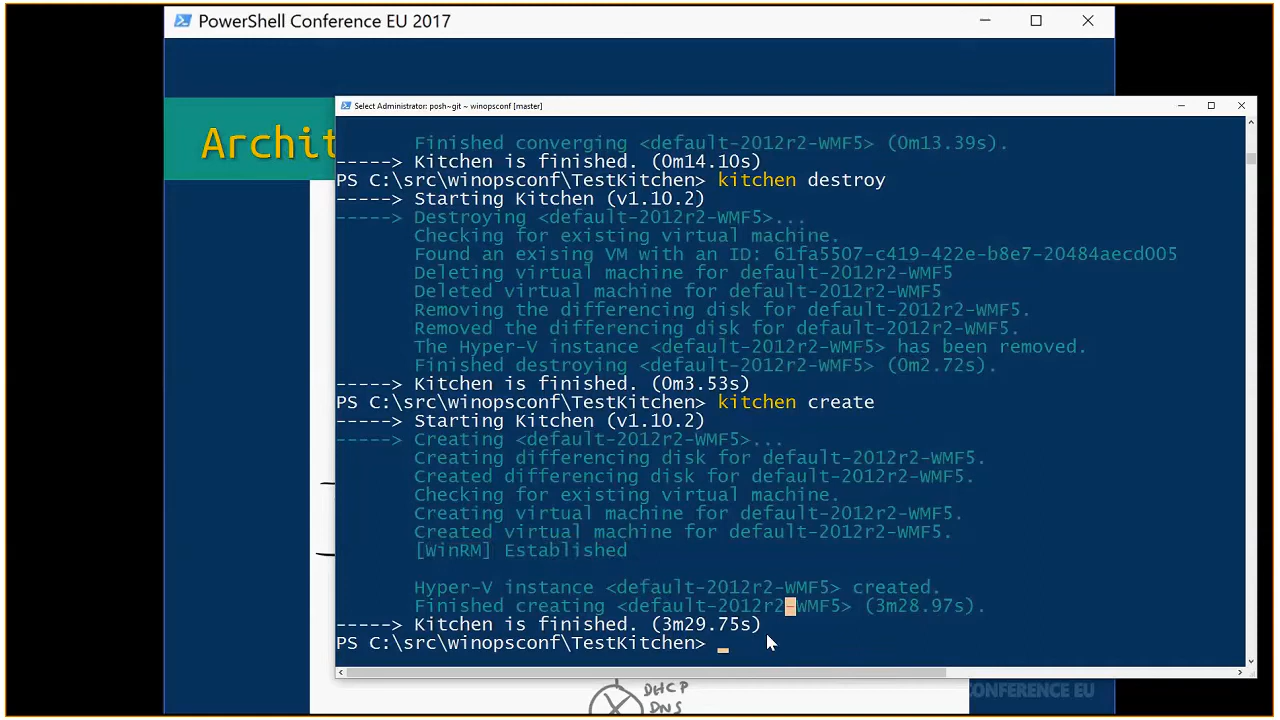 PowerShell Conference EU 2017
Archit
Select Administrator: posh~git ~ winopsconf [master]
Finished converging <default-2012r2-WMF5> (0m13.39s).
-----> Kitchen is finished. (0m14.10s)
PS C:\src\winopsconf\TestKitchen> kitchen destroy
-----> Starting Kitchen (v1.10.2)
-----> Destroying <default-2012r2-WMF5>...
Checking for existing virtual machine.
Found an exising VM with an ID: 61fa5507-c419-422e-b8e7-20484aecd005
Deleting virtual machine for default-2012r2-WMF5
Deleted virtual machine for default-2012r2-WMF5
Removing the differencing disk for default-2012r2-WMF5.
Removed the differencing disk for default-2012r2-WMF5.
The Hyper-V instance <default-2012r2-WMF5> has been removed.
Finished destroying <default-2012r2-WMF5> (0m2.72s).
-----> Kitchen is finished. (0m3.53s)
PS C:\src\winopsconf\TestKitchen> kitchen create
-----> Starting Kitchen (v1.10.2)
-----> Creating <default-2012r2-WMF5>...
Creating differencing disk for default-2012r2-WMF5.
Created differencing disk for default-2012r2-WMF5.
Checking for existing virtual machine.
Creating virtual machine for default-2012r2-WMF5.
Created virtual machine for default-2012r2-WMF5.
[WinRM] Established
Hyper-V instance <default-2012r2-WMF5> created.
Finished creating <default-2012r2-WMF5> (3m28.97s).
-----> Kitchen is finished. (3m29.75s)
PS C:\src\winopsconf\TestKitchen>
DHCP
DNS
CONFERENCE EU